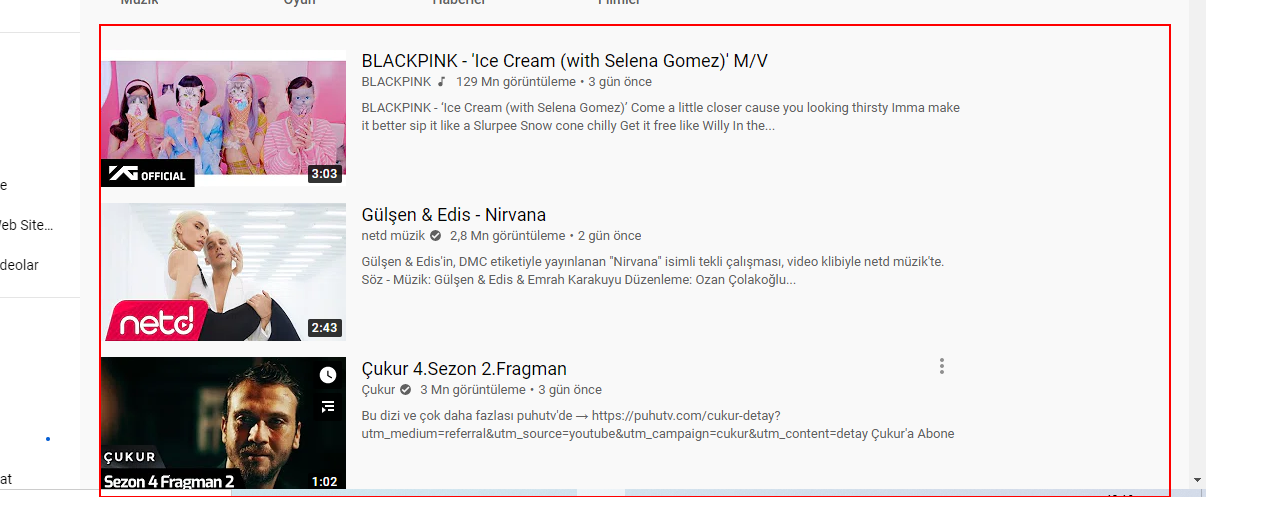 Müzik Oyun Haberler Filmler
BLACKPINK - 'Ice Cream (with Selena Gomez)' M/V
BLACKPINK 129 Mn görüntüleme • 3 gün önce
BLACKPINK - ‘Ice Cream (with Selena Gomez)’ Come a little closer cause you looking thirsty Imma make
it better sip it like a Slurpee Snow cone chilly Get it free like Willy In the...
YG OFFICIAL
3:03
Gülşen & Edis - Nirvana
netd müzik 2,8 Mn görüntüleme • 2 gün önce
Gülşen & Edis'in, DMC etiketiyle yayınlanan "Nirvana" isimli tekli çalışması, video klibiyle netd müzik'te.
Söz - Müzik: Gülşen & Edis & Emrah Karakuyu Düzenleme: Ozan Çolakoğlu...
netd
2:43
Çukur 4.Sezon 2.Fragman
Çukur 3 Mn görüntüleme • 3 gün önce
Bu dizi ve çok daha fazlası puhutv'de → https://puhutv.com/cukur-detay?
utm_medium=referral&utm_source=youtube&utm_campaign=cukur&utm_content=detay Çukur'a Abone
ÇUKUR
Sezon 4 Fragman 2
1:02
e
Web Site...
deolar
at